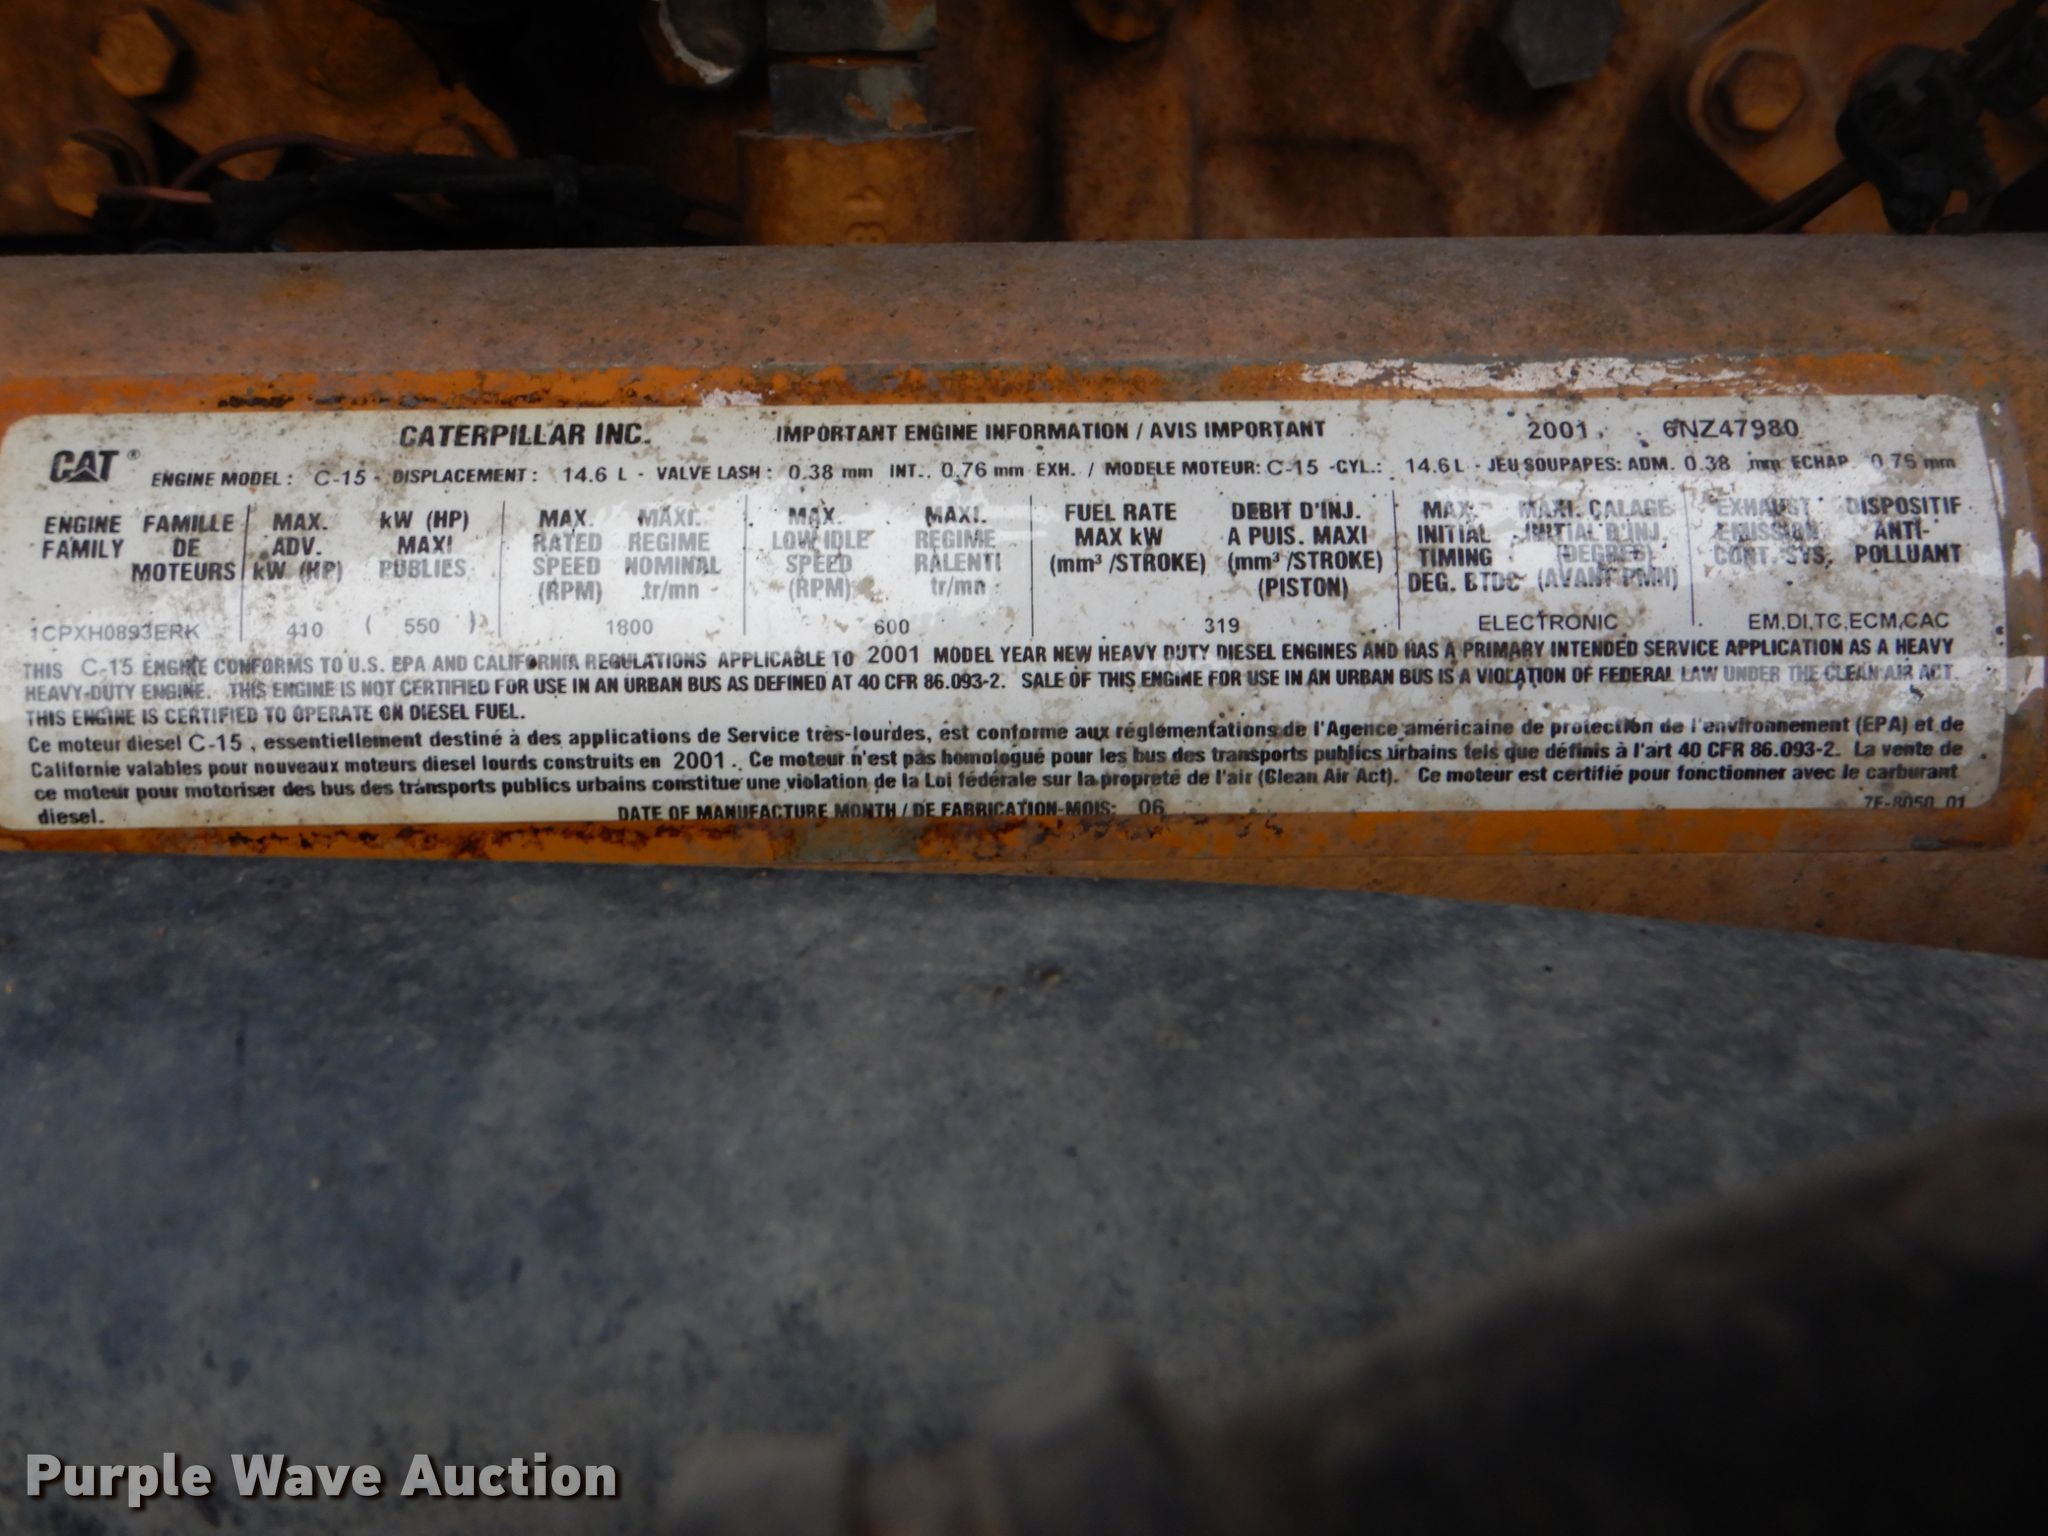 18
CATERPILLAR INC. IMPORTANT ENGINE INFORMATION / AVIS IMPORTANT 2001 6NZ47980
CAT®
ENGINE MODEL: C-15 - DISPLACEMENT: 14.6 L - VALVE LASH: 0.38 mm INT.. 0.76 mm EXH. / MODELE MOTEUR: C-15 -CYL.: 14.6L - JEU SOUPAPES: ADM. 0.38 mm ECHAP. 0.76 mm
ENGINE FAMILLE MAX. kW (HP) MAX. MAXI. MAX. MAXI. FUEL RATE DEBIT D'INJ. MAX. MAXI. CALAGE EXHAUST DISPOSITIF
FAMILY DE ADV. MAXI RATED REGIME LOW IDLE REGIME MAX kW A PUIS. MAXI INITIAL INITIAL D'INJ. EMISSION ANTI-
MOTEURS kW (HP) PUBLIES SPEED NOMINAL SPEED RALENTI (mm³ /STROKE) (mm³ /STROKE) TIMING (DEGRES) CONT. SYS. POLLUANT
(RPM) tr/mn (RPM) tr/mn (PISTON) DEG. BTDC (AVANT PMH)
1CPXH0893ERK 410 ( 550 ) 1800 600 319 ELECTRONIC EM,DI,TC,ECM,CAC
THIS C-15 ENGINE CONFORMS TO U.S. EPA AND CALIFORNIA REGULATIONS APPLICABLE TO 2001 MODEL YEAR NEW HEAVY DUTY DIESEL ENGINES AND HAS A PRIMARY INTENDED SERVICE APPLICATION AS A HEAVY
HEAVY-DUTY ENGINE. THIS ENGINE IS NOT CERTIFIED FOR USE IN AN URBAN BUS AS DEFINED AT 40 CFR 86.093-2. SALE OF THIS ENGINE FOR USE IN AN URBAN BUS IS A VIOLATION OF FEDERAL LAW UNDER THE CLEAN AIR ACT.
THIS ENGINE IS CERTIFIED TO OPERATE ON DIESEL FUEL.
Ce moteur diesel C-15 , essentiellement destiné à des applications de Service très-lourdes, est conforme aux réglementations de l'Agence américaine de protection de l'environnement (EPA) et de
Californie valables pour nouveaux moteurs diesel lourds construits en 2001 . Ce moteur n'est pas homologué pour les bus des transports publics urbains tels que définis à l'art 40 CFR 86.093-2. La vente de
ce moteur pour motoriser des bus des transports publics urbains constitue une violation de la Loi fédérale sur la propreté de l'air (Clean Air Act). Ce moteur est certifié pour fonctionner avec le carburant
diesel. DATE OF MANUFACTURE MONTH / DE FABRICATION-MOIS: 06 7E-8050 01
Purple Wave Auction